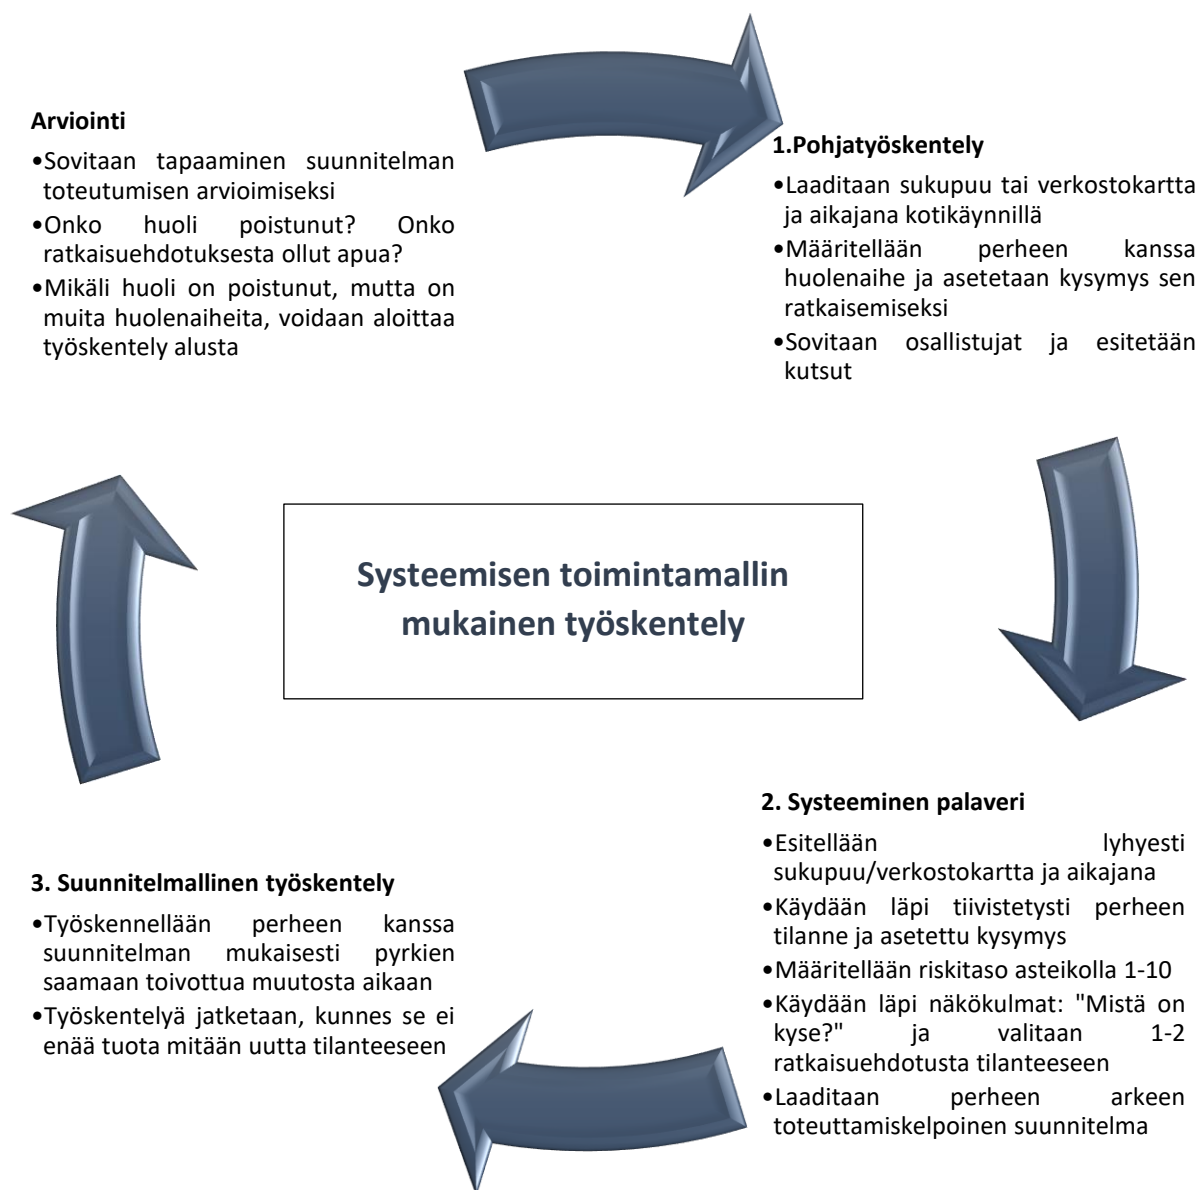 Arviointi
•Sovitaan tapaaminen suunnitelman
toteutumisen arvioimiseksi
•Onko huoli poistunut? Onko
ratkaisuehdotuksesta ollut apua?
•Mikäli huoli on poistunut, mutta on
muita huolenaiheita, voidaan aloittaa
työskentely alusta
1.Pohjatyöskentely
•Laaditaan sukupuu tai verkostokartta
ja aikajana kotikäynnillä
•Määritellään perheen kanssa
huolenaihe ja asetetaan kysymys sen
ratkaisemiseksi
•Sovitaan osallistujat ja esitetään
kutsut
Systeemisen toimintamallin
mukainen työskentely
2. Systeeminen palaveri
•Esitellään lyhyesti
sukupuu/verkostokartta ja aikajana
•Käydään läpi tiivistetysti perheen
tilanne ja asetettu kysymys
•Määritellään riskitaso asteikolla 1-10
•Käydään läpi näkökulmat: "Mistä on
kyse?" ja valitaan 1-2
ratkaisuehdotusta tilanteeseen
•Laaditaan perheen arkeen
toteuttamiskelpoinen suunnitelma
3. Suunnitelmallinen työskentely
•Työskennellään perheen kanssa
suunnitelman mukaisesti pyrkien
saamaan toivottua muutosta aikaan
•Työskentelyä jatketaan, kunnes se ei
enää tuota mitään uutta tilanteeseen